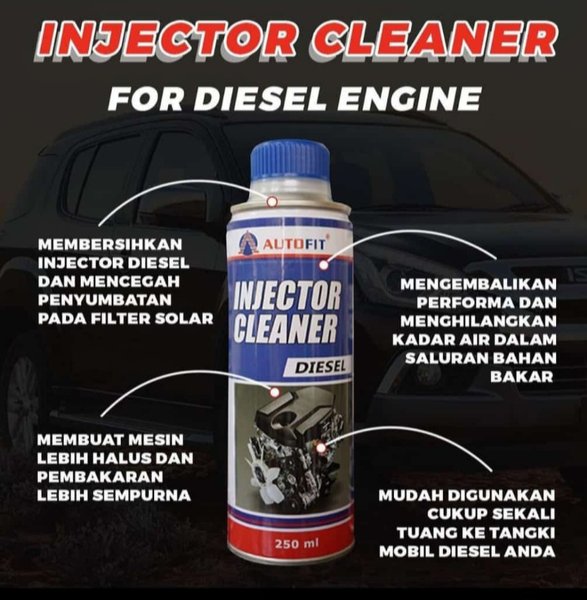 INJECTOR CLEANER
FOR DIESEL ENGINE
MEMBERSIHKAN
INJECTOR DIESEL
DAN MENCEGAH
PENYUMBATAN
PADA FILTER SOLAR
AUTOFIT®
INJECTOR
CLEANER
DIESEL
250 ml
MENGEMBALIKAN
PERFORMA DAN
MENGHILANGKAN
KADAR AIR DALAM
SALURAN BAHAN
BAKAR
MEMBUAT MESIN
LEBIH HALUS DAN
PEMBAKARAN
LEBIH SEMPURNA
MUDAH DIGUNAKAN
CUKUP SEKALI
TUANG KE TANGKI
MOBIL DIESEL ANDA